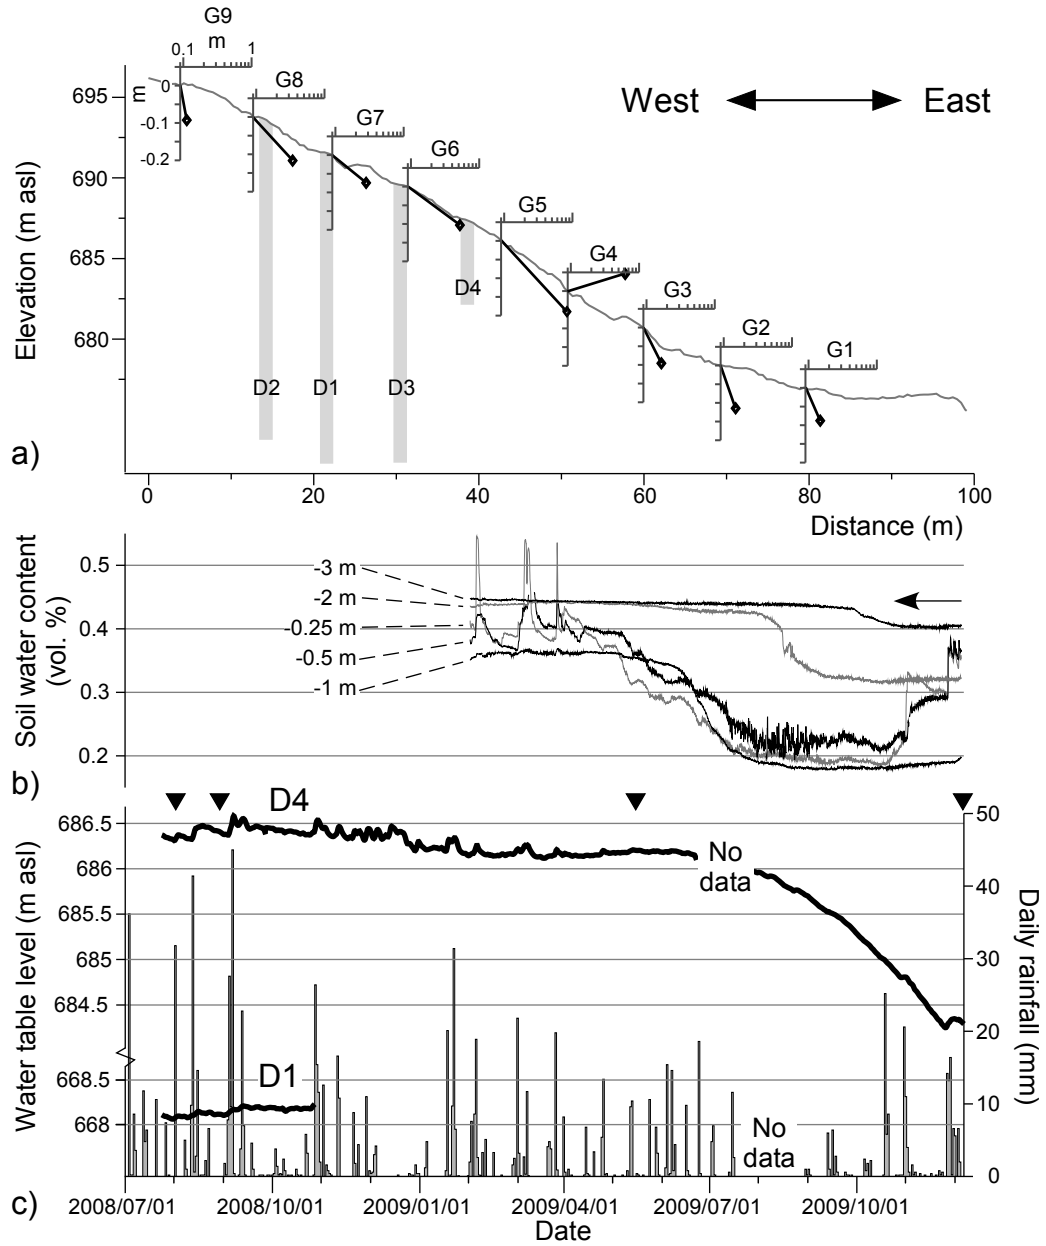 G9
0.1 m 1
G8
G7
G6
G5
G4
G3
G2
G1
m
0
-0.1
-0.2
West East
695
690
685
680
Elevation (m asl)
D2 D1 D3 D4
a)
0 20 40 60 80 100
Distance (m)
0.5
0.4
0.3
0.2
Soil water content
(vol. %)
-3 m
-2 m
-0.25 m
-0.5 m
-1 m
b)
D4
686.5
686
685.5
685
684.5
668.5
668
Water table level (m asl)
No
data
D1
No
data
50
40
30
20
10
0
Daily rainfall (mm)
c)
2008/07/01 2008/10/01 2009/01/01 2009/04/01 2009/07/01 2009/10/01
Date